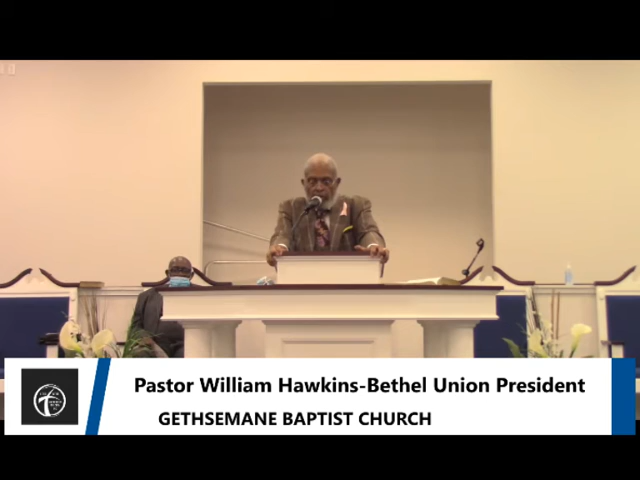 Pastor William Hawkins-Bethel Union President
GETHSEMANE BAPTIST CHURCH